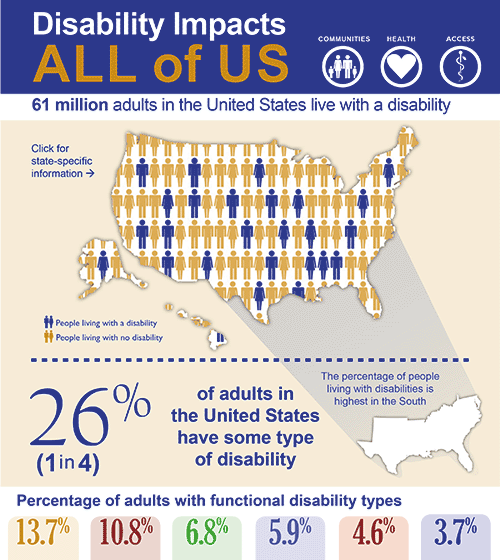 Disability Impacts
ALL of US
COMMUNITIES
HEALTH
ACCESS
61 million adults in the United States live with a disability
Click for
state-specific
information →
People living with a disability
People living with no disability
The percentage of people
living with disabilities is
highest in the South
26%
(1 in 4)
of adults in
the United States
have some type
of disability
Percentage of adults with functional disability types
13.7% 10.8% 6.8% 5.9% 4.6% 3.7%